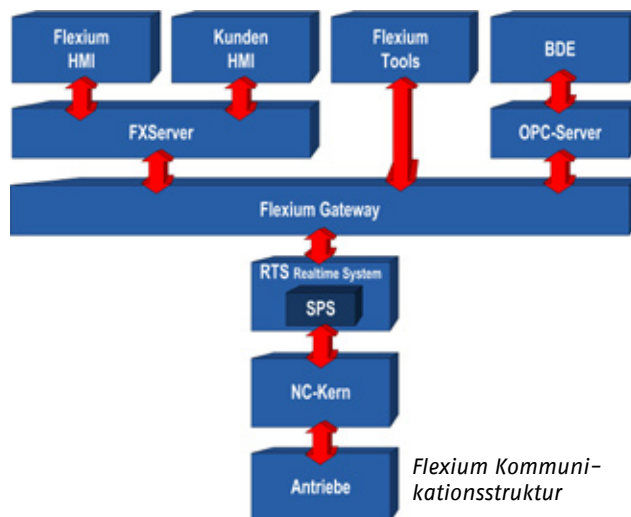 Flexium
HMI
Kunden
HMI
Flexium
Tools
BDE
FXServer
OPC-Server
Flexium Gateway
RTS Realtime System
SPS
NC-Kern
Antriebe
Flexium Kommuni-
kationsstruktur